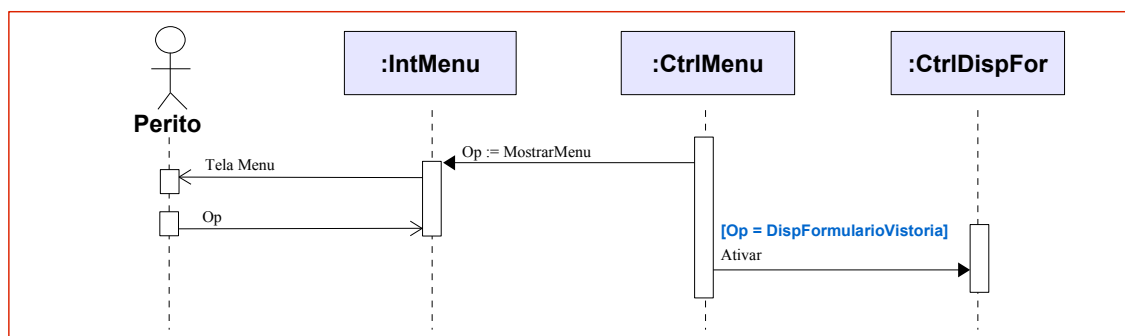 :IntMenu
:CtrlMenu
:CtrlDispFor
Perito
Op := MostrarMenu
Tela Menu
Op
[Op = DispFormularioVistoria]
Ativar